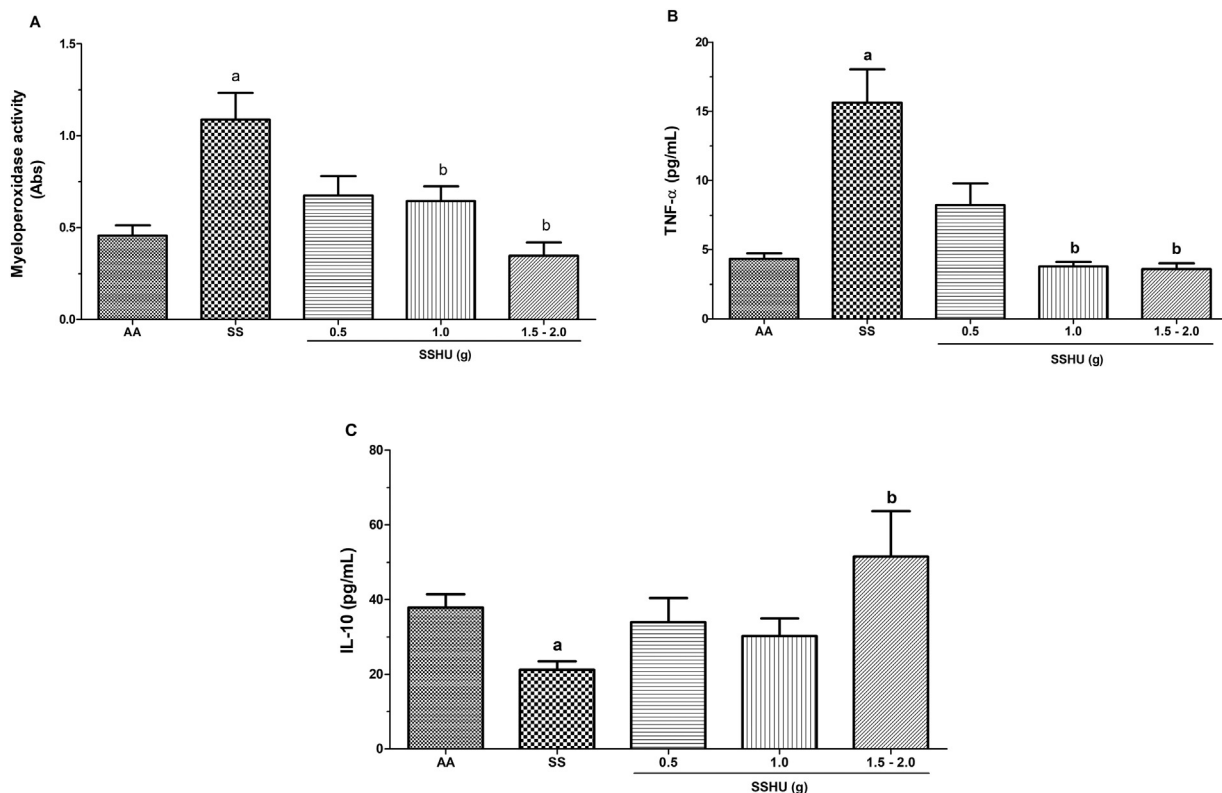 A
Myeloperoxidase activity
(Abs)
1.5
1.0
0.5
0.0
a
b
b
AA
SS
0.5
1.0
1.5 - 2.0
SSHU (g)
B
TNF-α (pg/mL)
20
15
10
5
0
a
b
b
AA
SS
0.5
1.0
1.5 - 2.0
SSHU (g)
C
IL-10 (pg/mL)
80
60
40
20
0
a
b
AA
SS
0.5
1.0
1.5 - 2.0
SSHU (g)